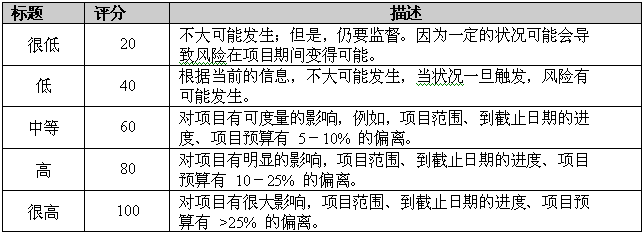 标题 评分 描述
很低 20 不大可能发生；但是，仍要监督。因为一定的状况可能会导
致风险在项目期间变得可能。
低 40 根据当前的信息，不大可能发生，当状况一旦触发，风险有
可能发生。
中等 60 对项目有可度量的影响，例如，项目范围、到截止日期的进
度、项目预算有 5－10% 的偏离。
高 80 对项目有明显的影响，项目范围、到截止日期的进度、项目
预算有 10－25% 的偏离。
很高 100 对项目有很大影响，项目范围、到截止日期的进度、项目预
算有 >25% 的偏离。